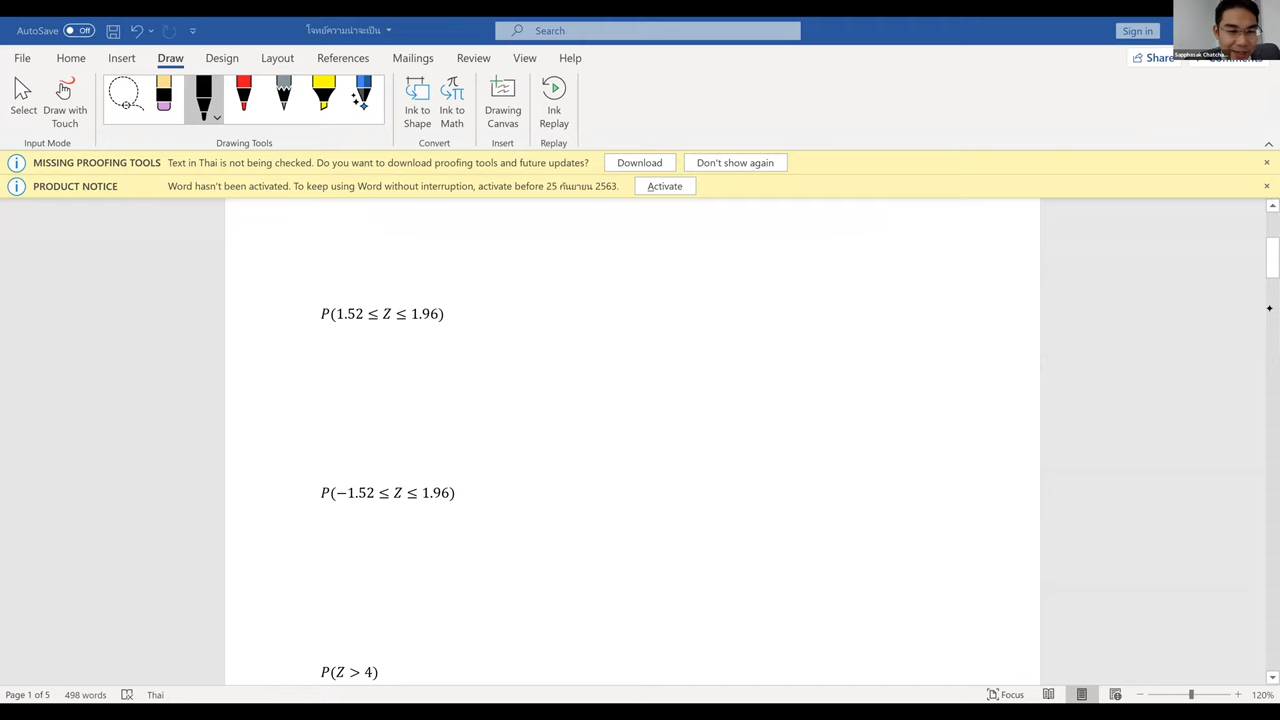 AutoSave Off โจทย์ความน่าจะเป็น Search Sign in
Sapphasak Chatcha...
File Home Insert Draw Design Layout References Mailings Review View Help Share Comments
Select Draw with Touch Ink to Shape Ink to Math Drawing Canvas Ink Replay
Input Mode Drawing Tools Convert Insert Replay
MISSING PROOFING TOOLS Text in Thai is not being checked. Do you want to download proofing tools and future updates? Download Don't show again
PRODUCT NOTICE Word hasn't been activated. To keep using Word without interruption, activate before 25 กันยายน 2563. Activate
P(1.52 ≤ Z ≤ 1.96)
P(−1.52 ≤ Z ≤ 1.96)
P(Z > 4)
Page 1 of 5 498 words Thai Focus 120%